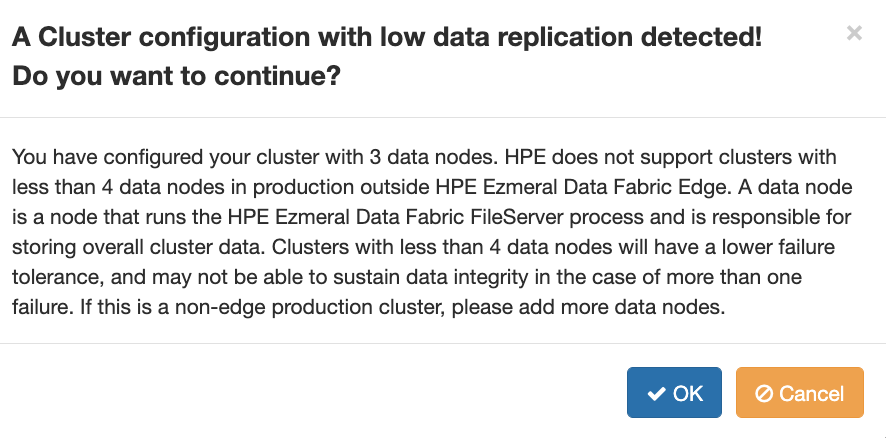 A Cluster configuration with low data replication detected!
Do you want to continue?
You have configured your cluster with 3 data nodes. HPE does not support clusters with
less than 4 data nodes in production outside HPE Ezmeral Data Fabric Edge. A data node
is a node that runs the HPE Ezmeral Data Fabric FileServer process and is responsible for
storing overall cluster data. Clusters with less than 4 data nodes will have a lower failure
tolerance, and may not be able to sustain data integrity in the case of more than one
failure. If this is a non-edge production cluster, please add more data nodes.
OK
Cancel